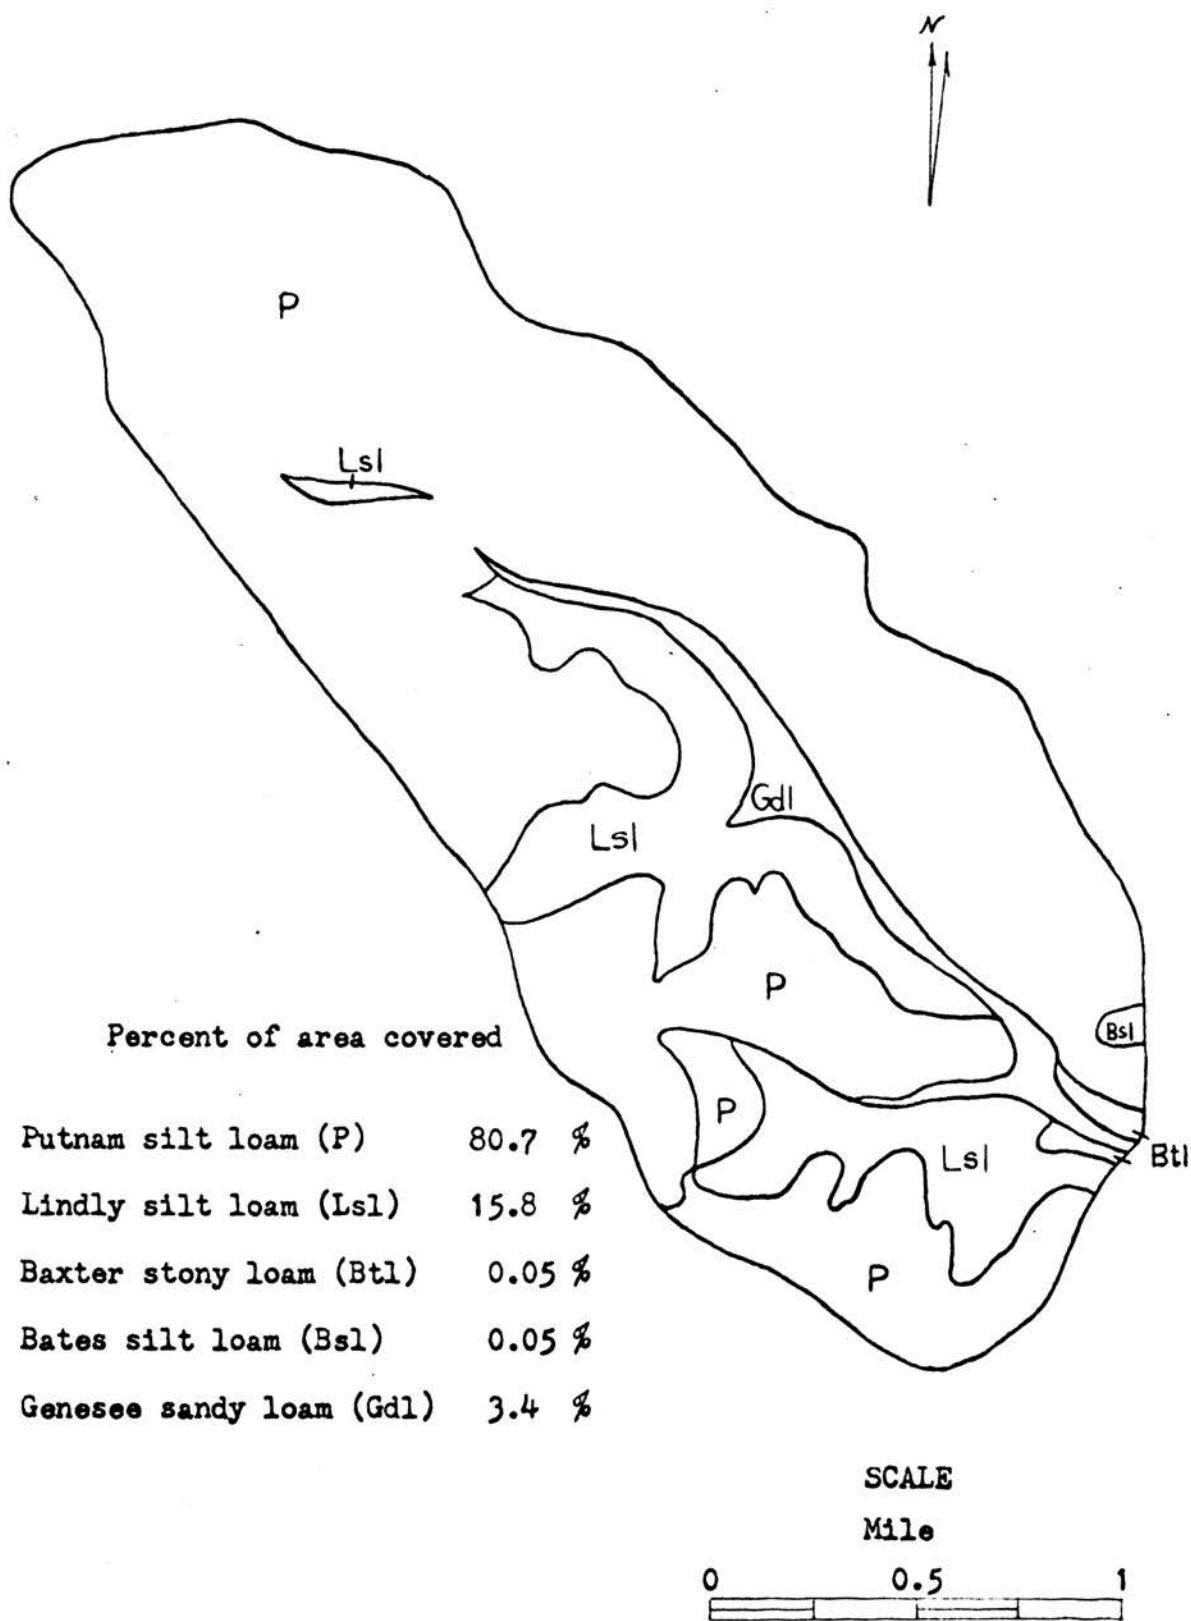 N
P
Lsl
Gdl
Lsl
P
Bsl
Percent of area covered
P
Putnam silt loam (P) 80.7 %
Lsl
Btl
Lindly silt loam (Lsl) 15.8 %
Baxter stony loam (Btl) 0.05 %
P
Bates silt loam (Bsl) 0.05 %
Genesee sandy loam (Gdl) 3.4 %
SCALE
Mile
0 0.5 1